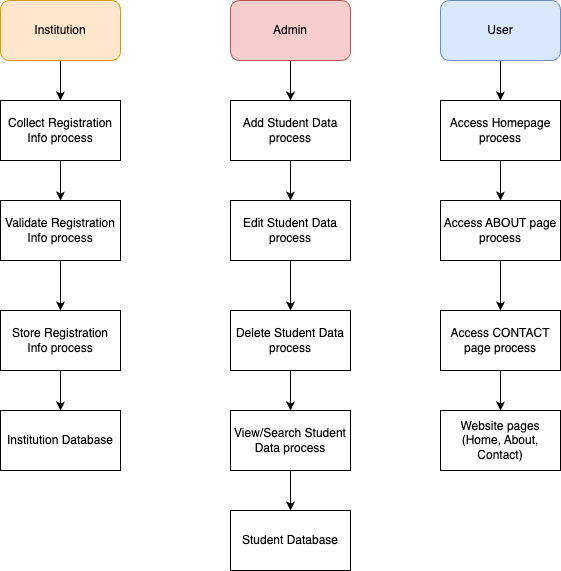 Institution
Admin
User
Collect Registration
Info process
Add Student Data
process
Access Homepage
process
Validate Registration
Info process
Edit Student Data
process
Access ABOUT page
process
Store Registration
Info process
Delete Student Data
process
Access CONTACT
page process
Institution Database
View/Search Student
Data process
Website pages
(Home, About,
Contact)
Student Database